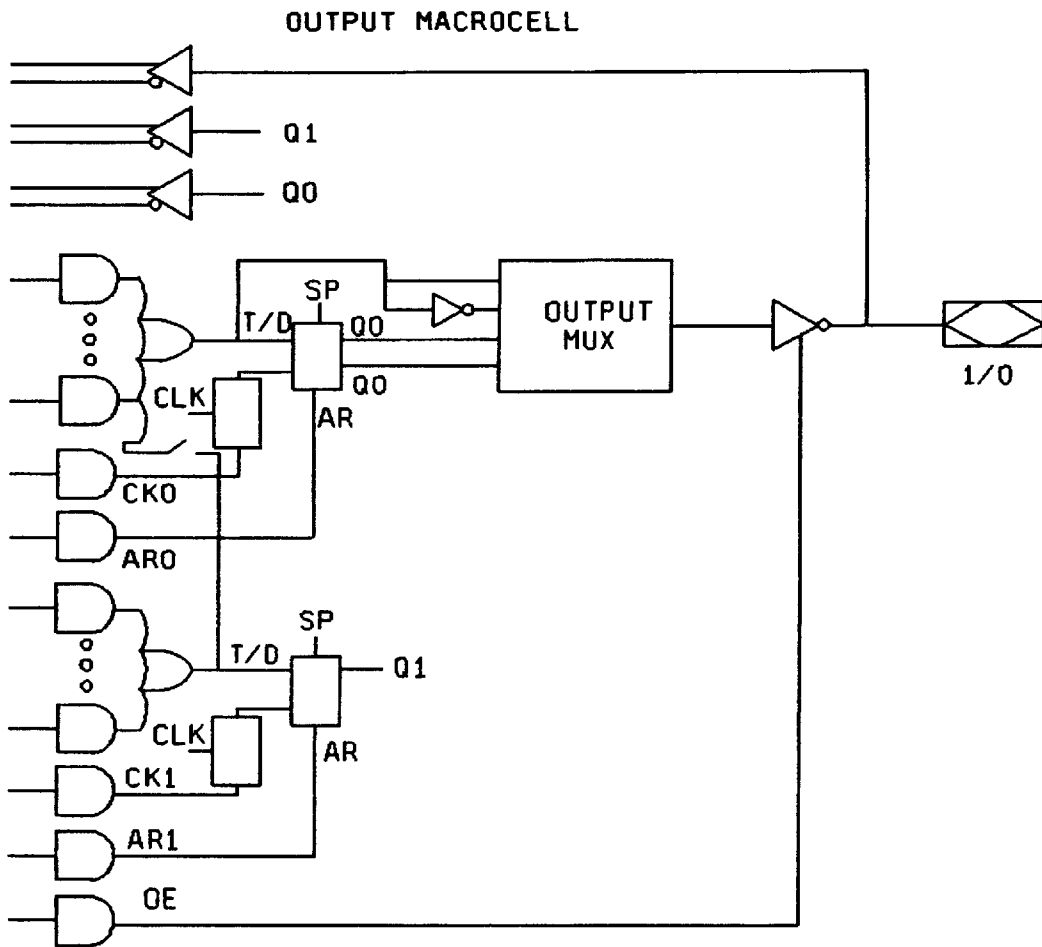 OUTPUT MACROCELL
Q1
Q0
SP
T/D
Q0
OUTPUT
MUX
Q0
1/0
CLK
AR
CK0
AR0
SP
T/D
Q1
CLK
AR
CK1
AR1
OE